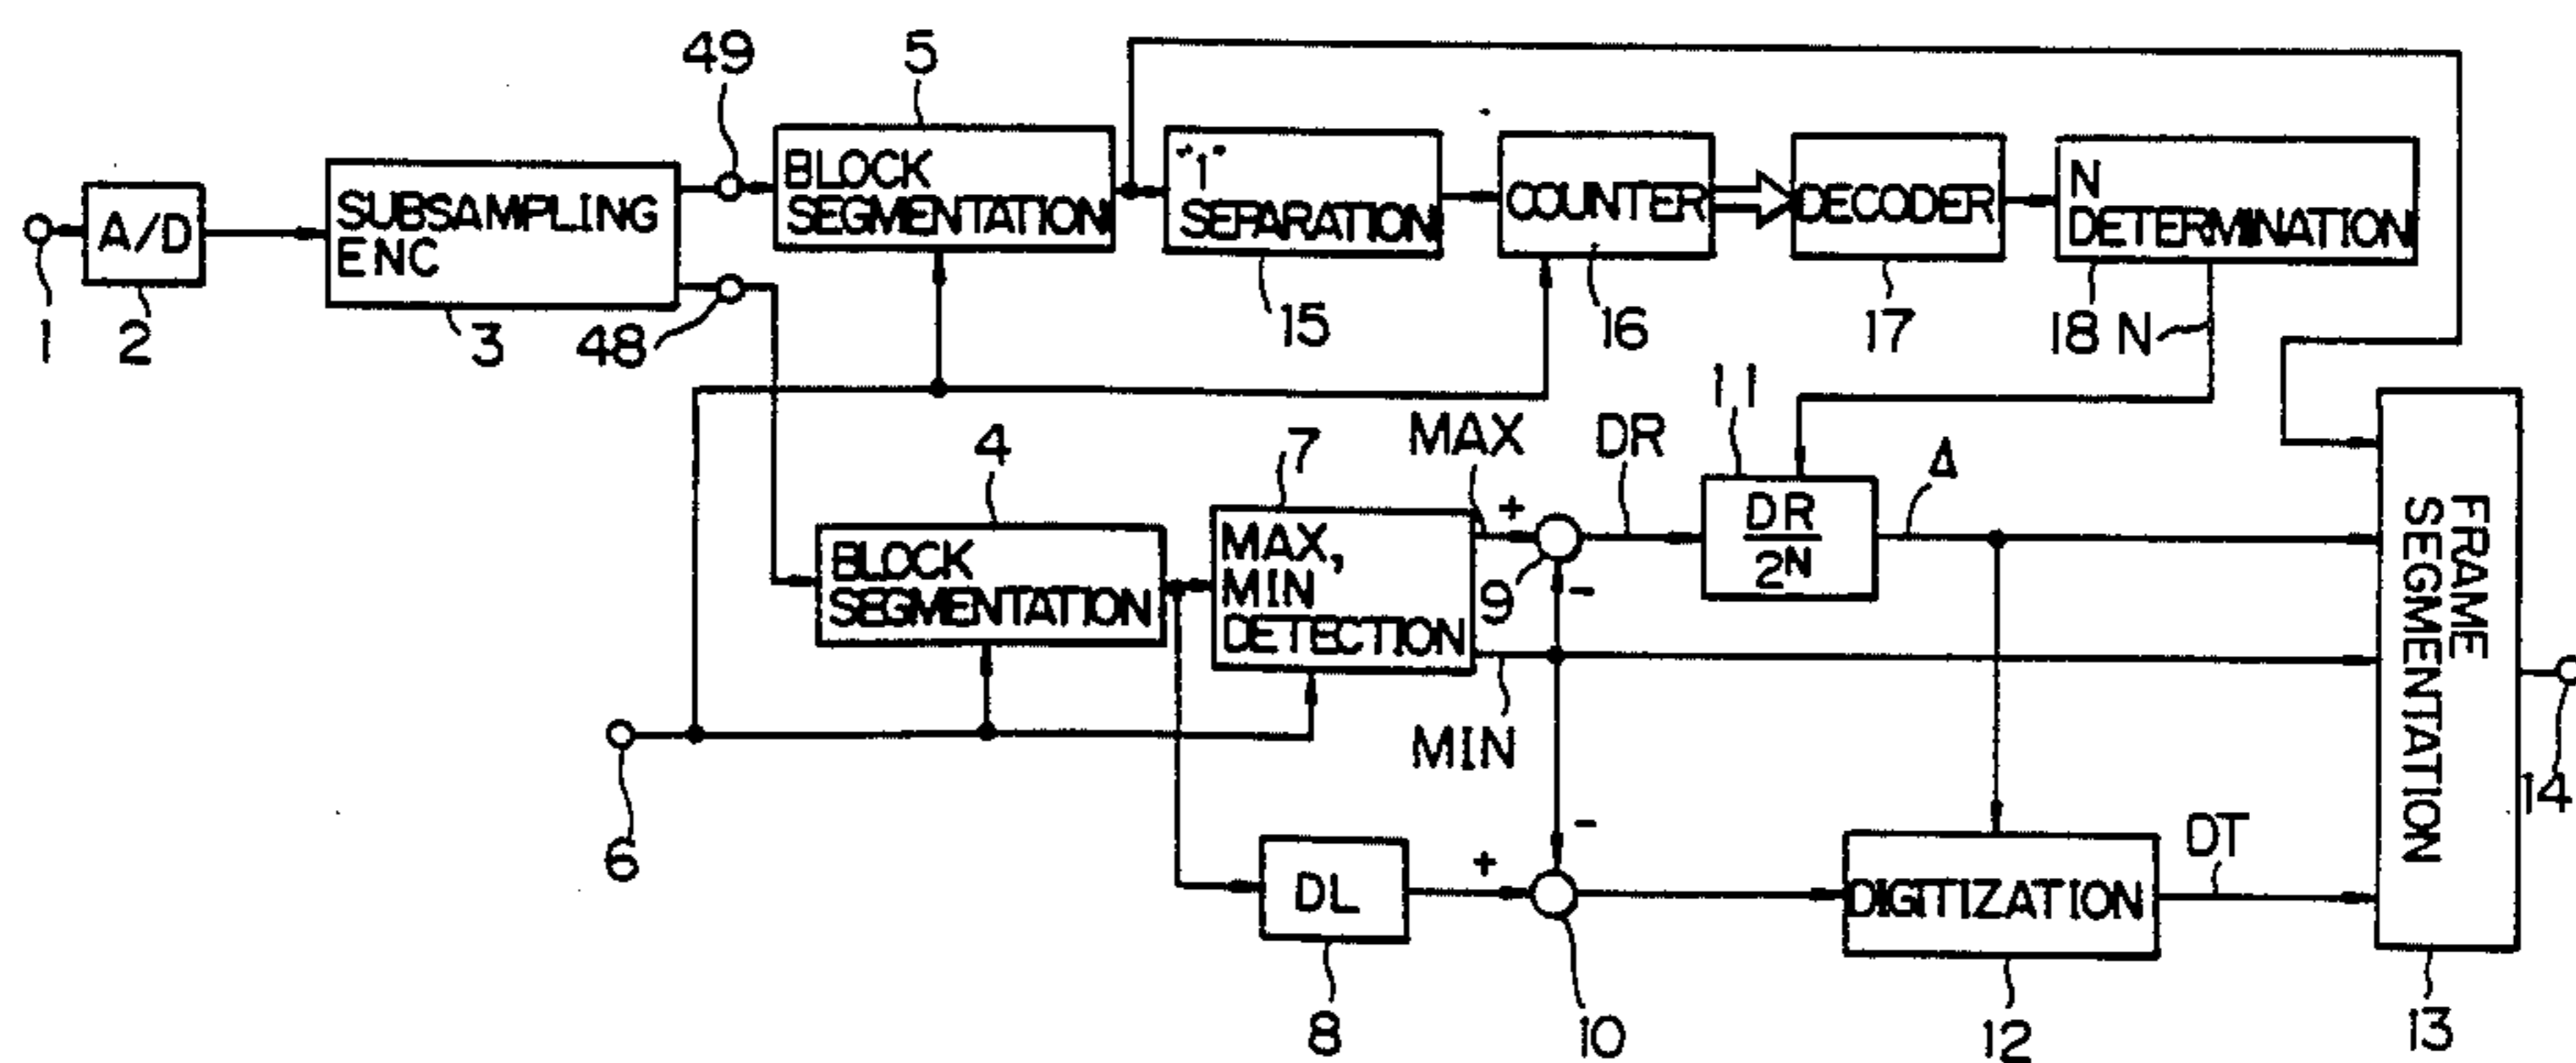 49
5
BLOCK
SEGMENTATION
"1"
SEPARATION
COUNTER
DECODER
N
DETERMINATION
A/D
SUBSAMPLING
ENC
1
2
3
48
15
16
17
18 N
11
MAX
DR
4
7
Δ
BLOCK
SEGMENTATION
MAX,
MIN
DETECTION
+
-
9
DR
2N
FRAME
SEGMENTATION
MIN
6
14
-
+
DL
DIGITIZATION
DT
8
10
12
13